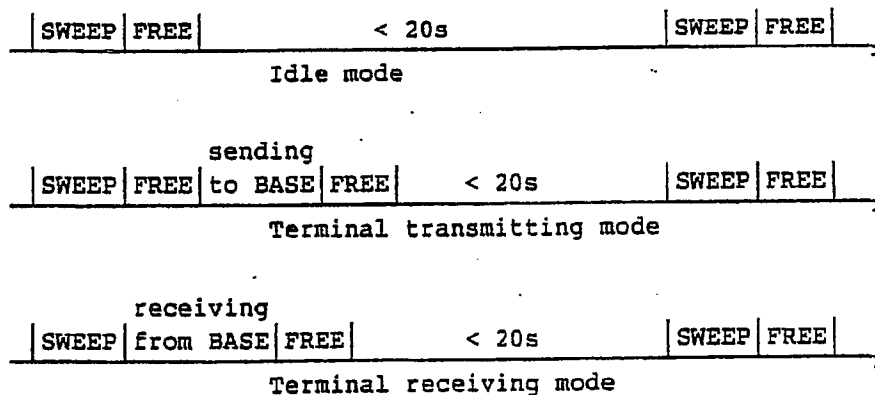 SWEEP FREE < 20s SWEEP FREE
Idle mode
sending
SWEEP FREE to BASE FREE < 20s SWEEP FREE
Terminal transmitting mode
receiving
SWEEP from BASE FREE < 20s SWEEP FREE
Terminal receiving mode